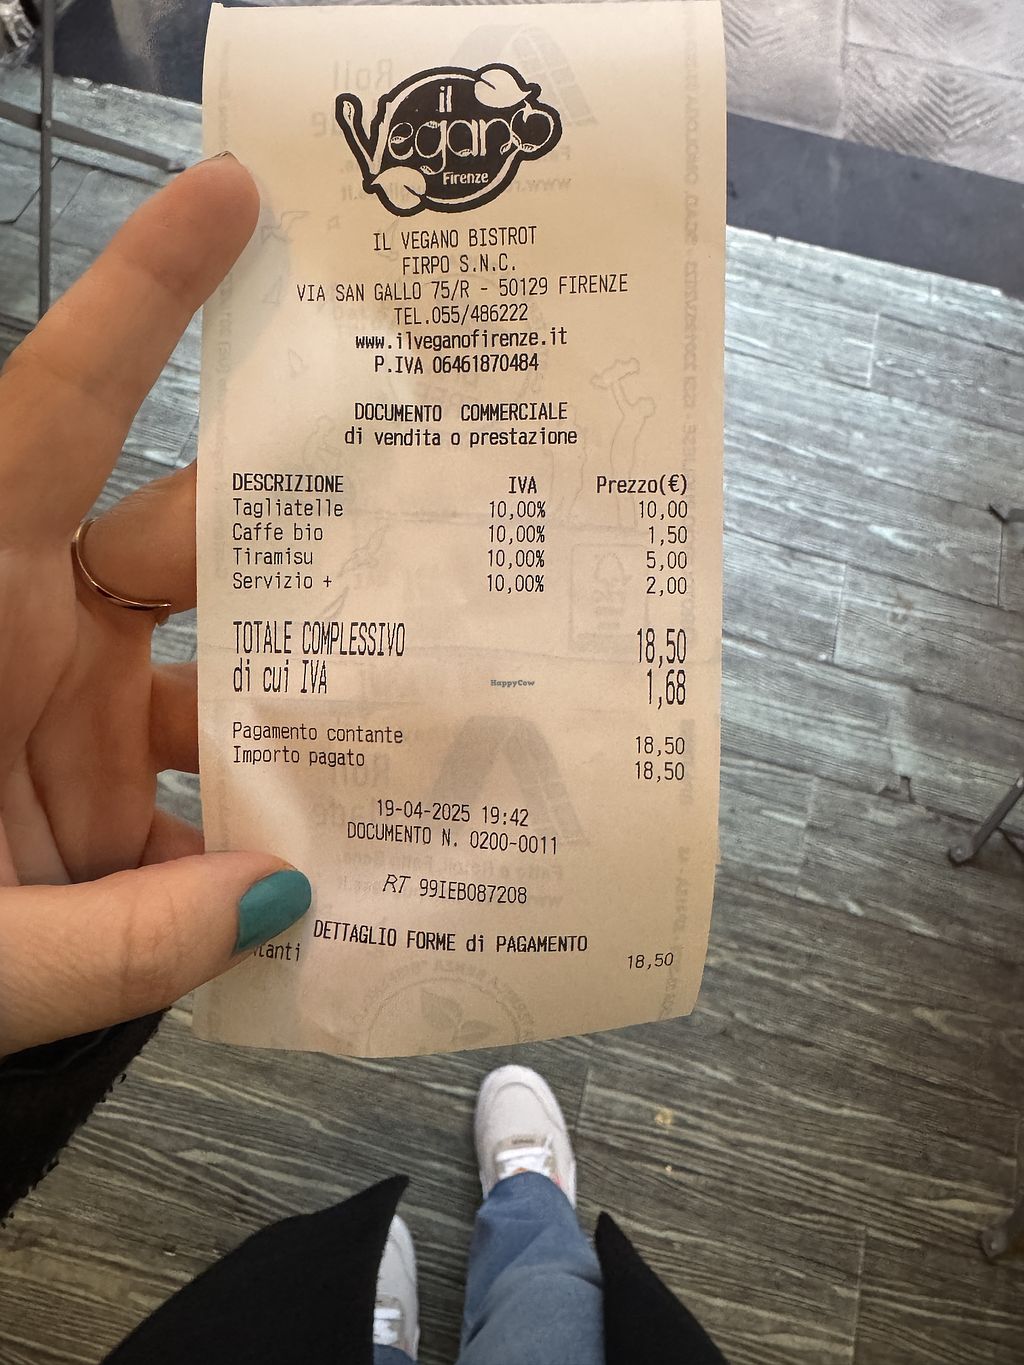 il
Vegano
Firenze
IL VEGANO BISTROT
FIRPO S.N.C.
VIA SAN GALLO 75/R - 50129 FIRENZE
TEL.055/486222
www.ilveganofirenze.it
P.IVA 06461870484
DOCUMENTO COMMERCIALE
di vendita o prestazione
DESCRIZIONE IVA Prezzo(€)
Tagliatelle 10,00% 10,00
Caffe bio 10,00% 1,50
Tiramisu 10,00% 5,00
Servizio + 10,00% 2,00
TOTALE COMPLESSIVO 18,50
di cui IVA 1,68
HappyCow
Pagamento contante 18,50
Importo pagato 18,50
19-04-2025 19:42
DOCUMENTO N. 0200-0011
RT 99IEB087208
DETTAGLIO FORME di PAGAMENTO
tanti 18,50